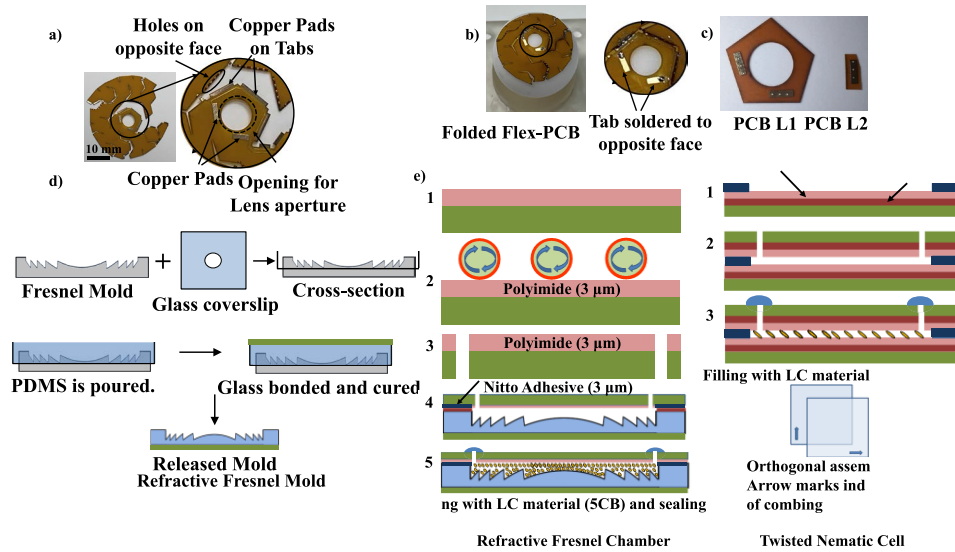 a)
Holes on
opposite face
Copper Pads
on Tabs
10 mm
Copper Pads
Opening for
Lens aperture
b)
Folded Flex-PCB
Tab soldered to
opposite face
c)
PCB L1 PCB L2
d)
Fresnel Mold
Glass coverslip
Cross-section
PDMS is poured.
Glass bonded and cured
Released Mold
Refractive Fresnel Mold
e)
1
2
Polyimide (3 µm)
3
Polyimide (3 µm)
4
Nitto Adhesive (3 µm)
5
ng with LC material (5CB) and sealing
Refractive Fresnel Chamber
1
2
3
Filling with LC material
Orthogonal assem
Arrow marks ind
of combing
Twisted Nematic Cell